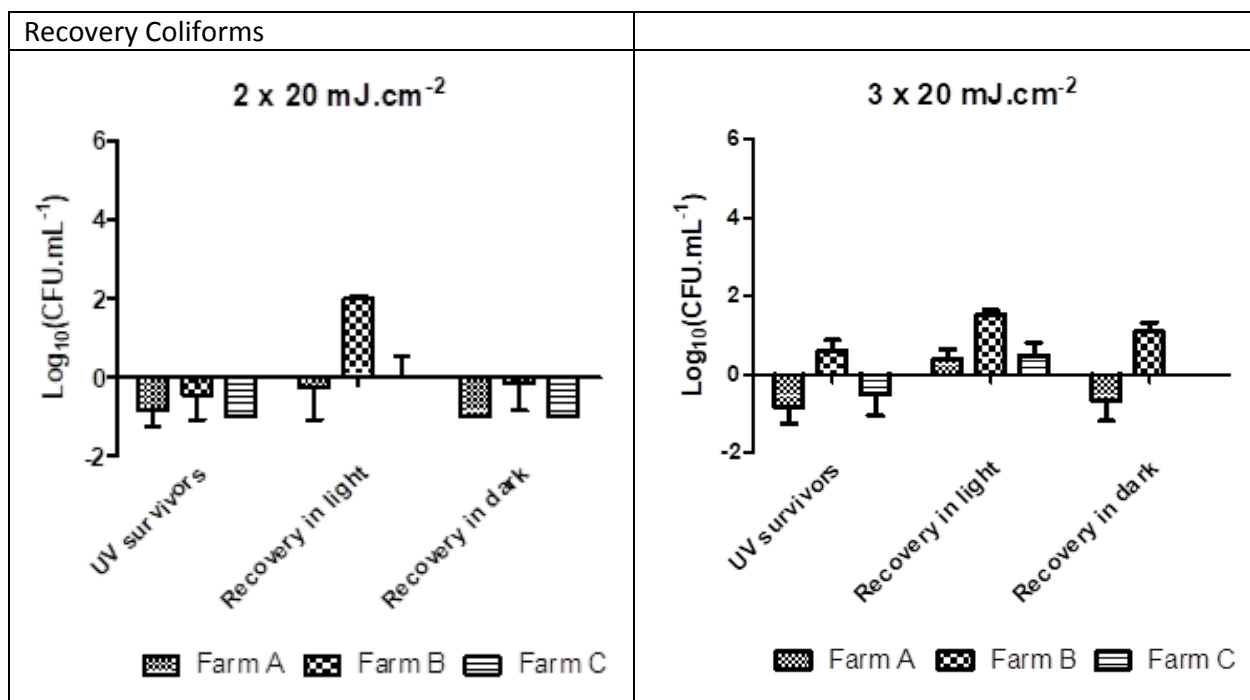 Recovery Coliforms
2 x 20 mJ.cm-2
Log10(CFU.mL-1)
6
4
2
0
-2
UV survivors
Recovery in light
Recovery in dark
Farm A Farm B Farm C
3 x 20 mJ.cm-2
Log10(CFU.mL-1)
6
4
2
0
-2
UV survivors
Recovery in light
Recovery in dark
Farm A Farm B Farm C